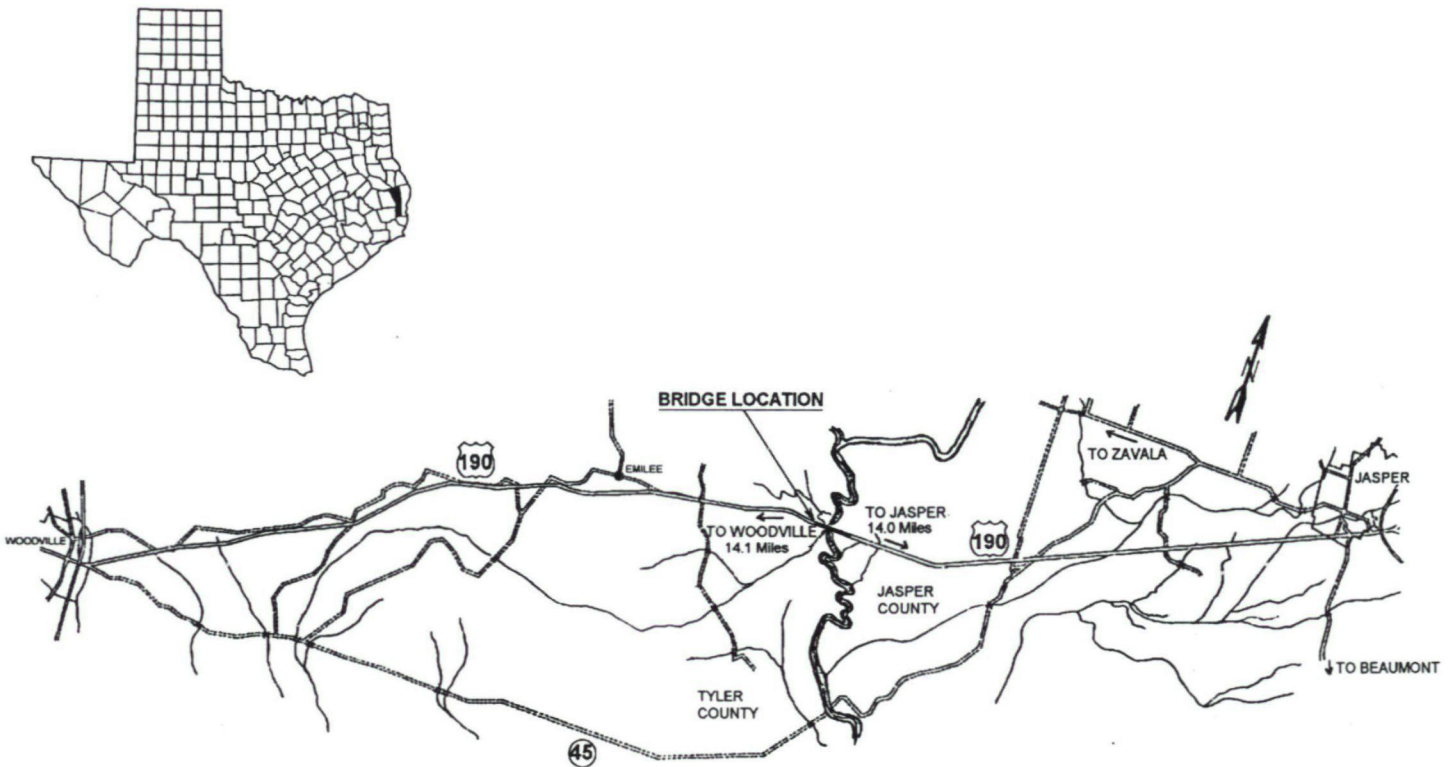 BRIDGE LOCATION
N
190
EMILEE
TO ZAVALA
JASPER
WOODVILLE
TO WOODVILLE
14.1 Miles
TO JASPER
14.0 Miles
190
JASPER
COUNTY
TO BEAUMONT
TYLER
COUNTY
45